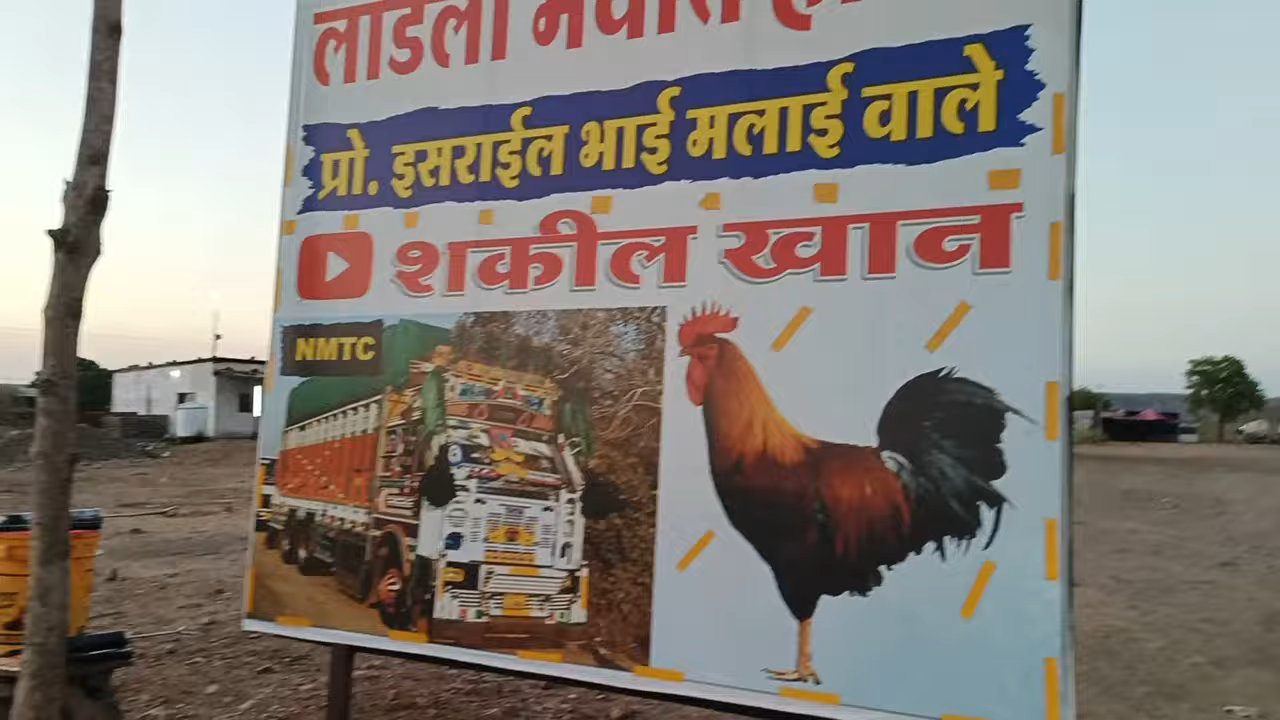 लाडला मेवात
प्रो. इसराईल भाई मलाई वाले
शकील खान
NMTC